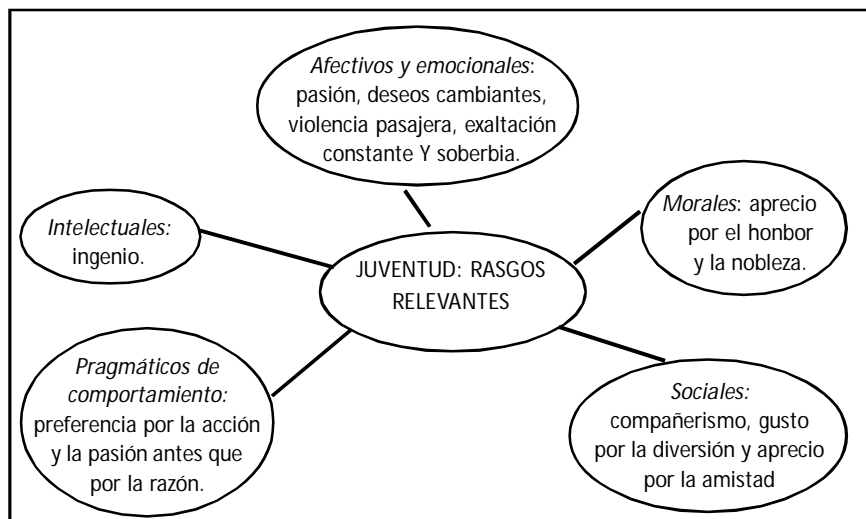 Afectivos y emocionales:
pasión, deseos cambiantes,
violencia pasajera, exaltación
constante Y soberbia.
Intelectuales:
ingenio.
Morales: aprecio
por el honbor
y la nobleza.
JUVENTUD: RASGOS
RELEVANTES
Pragmáticos de
comportamiento:
preferencia por la acción
y la pasión antes que
por la razón.
Sociales:
compañerismo, gusto
por la diversión y aprecio
por la amistad